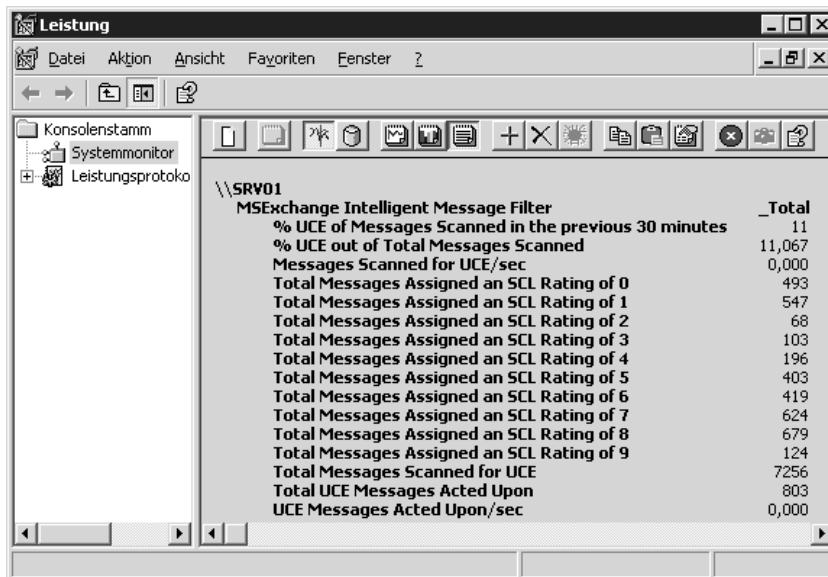 Leistung
Datei Aktion Ansicht Favoriten Fenster ?
Konsolenstamm
Systemmonitor
Leistungsprotoko
\\SRV01
MSExchange Intelligent Message Filter _Total
% UCE of Messages Scanned in the previous 30 minutes 11
% UCE out of Total Messages Scanned 11,067
Messages Scanned for UCE/sec 0,000
Total Messages Assigned an SCL Rating of 0 493
Total Messages Assigned an SCL Rating of 1 547
Total Messages Assigned an SCL Rating of 2 68
Total Messages Assigned an SCL Rating of 3 103
Total Messages Assigned an SCL Rating of 4 196
Total Messages Assigned an SCL Rating of 5 403
Total Messages Assigned an SCL Rating of 6 419
Total Messages Assigned an SCL Rating of 7 624
Total Messages Assigned an SCL Rating of 8 679
Total Messages Assigned an SCL Rating of 9 124
Total Messages Scanned for UCE 7256
Total UCE Messages Acted Upon 803
UCE Messages Acted Upon/sec 0,000